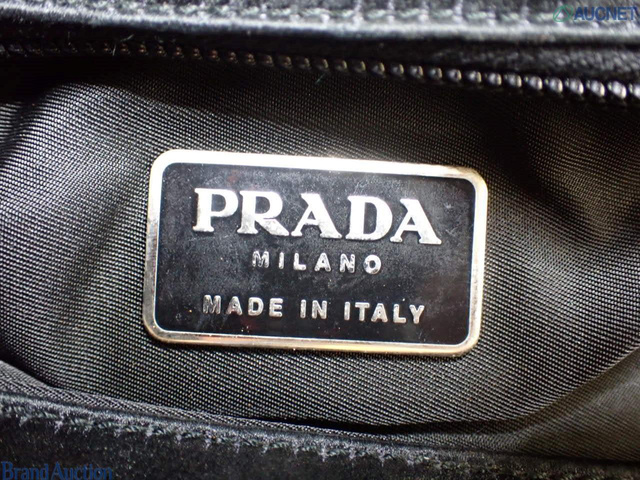 AUCNET
PRADA
MILANO
MADE IN ITALY
Brand Auction